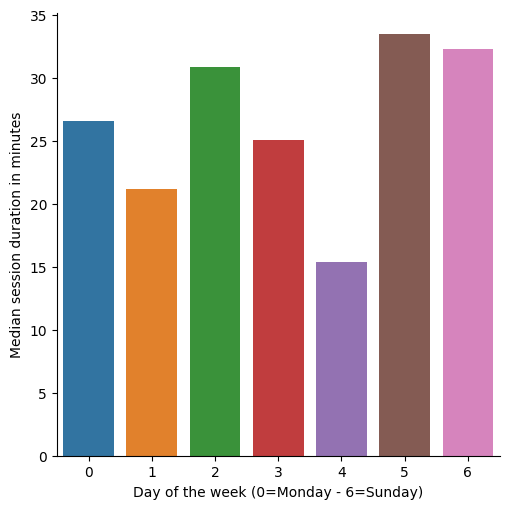 Median session duration in minutes
35
30
25
20
15
10
5
0
0 1 2 3 4 5 6
Day of the week (0=Monday - 6=Sunday)